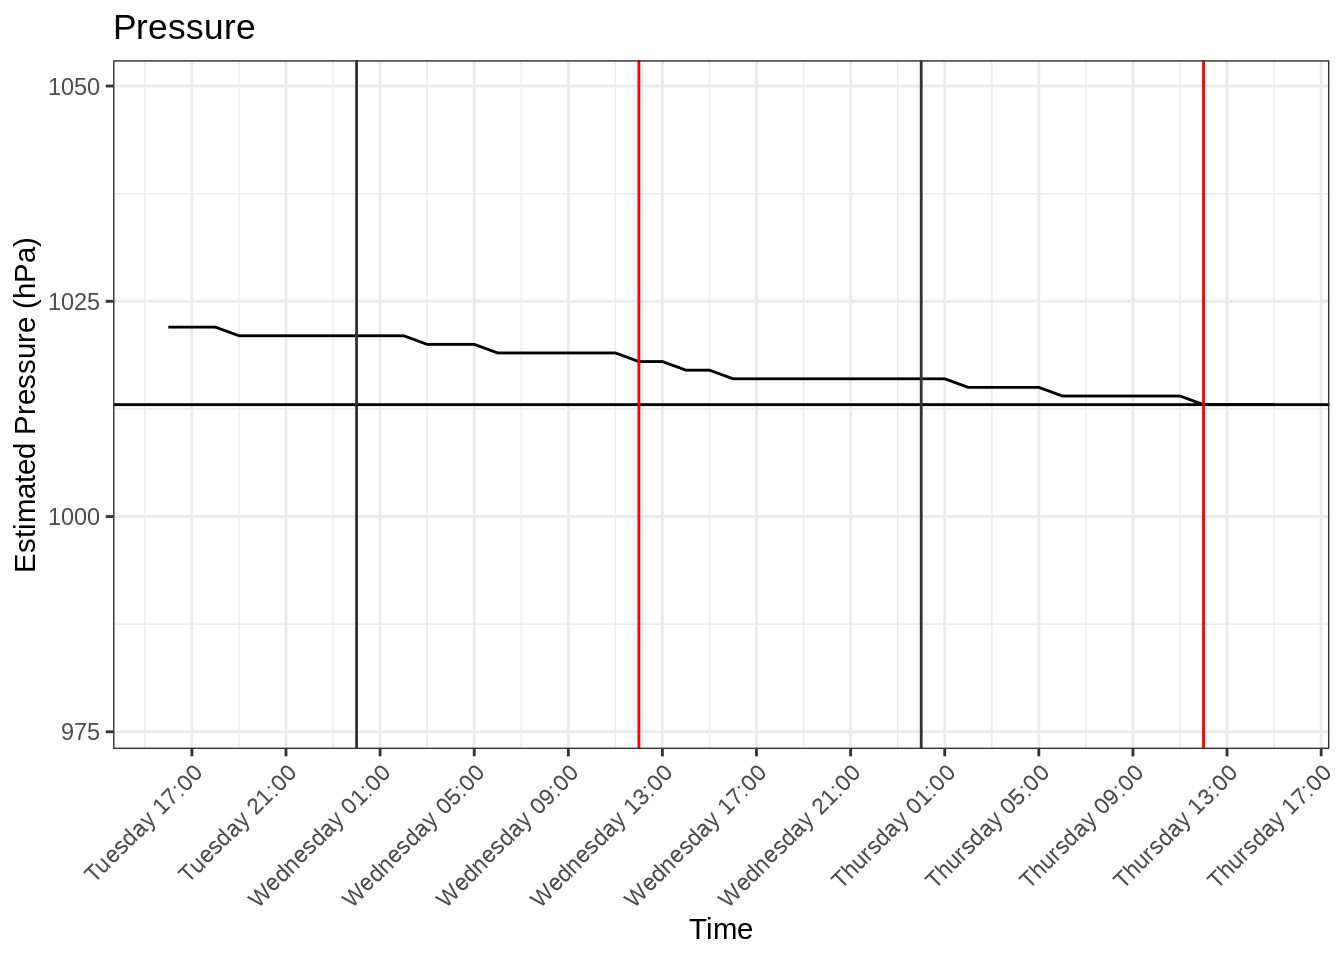 Pressure
Estimated Pressure (hPa)
1050
1025
1000
975
Tuesday 17:00
Tuesday 21:00
Wednesday 01:00
Wednesday 05:00
Wednesday 09:00
Wednesday 13:00
Wednesday 17:00
Wednesday 21:00
Thursday 01:00
Thursday 05:00
Thursday 09:00
Thursday 13:00
Thursday 17:00
Time